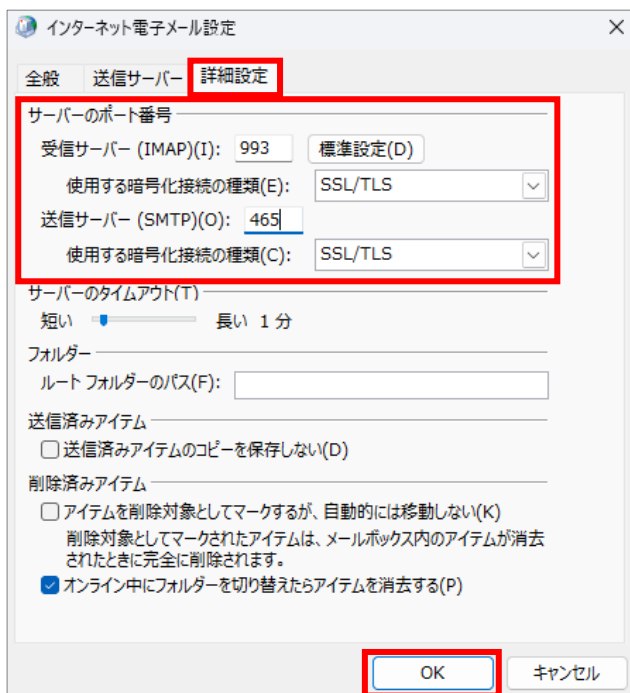 インターネット電子メール設定
全般 送信サーバー 詳細設定
サーバーのポート番号
受信サーバー (IMAP)(I): 993 標準設定(D)
使用する暗号化接続の種類(E): SSL/TLS
送信サーバー (SMTP)(O): 465
使用する暗号化接続の種類(C): SSL/TLS
サーバーのタイムアウト(T)
短い 長い 1 分
フォルダー
ルート フォルダーのパス(F):
送信済みアイテム
送信済みアイテムのコピーを保存しない(D)
削除済みアイテム
アイテムを削除対象としてマークするが、自動的には移動しない(K)
削除対象としてマークされたアイテムは、メールボックス内のアイテムが消去
されたときに完全に削除されます。
オンライン中にフォルダーを切り替えたらアイテムを消去する(P)
OK キャンセル